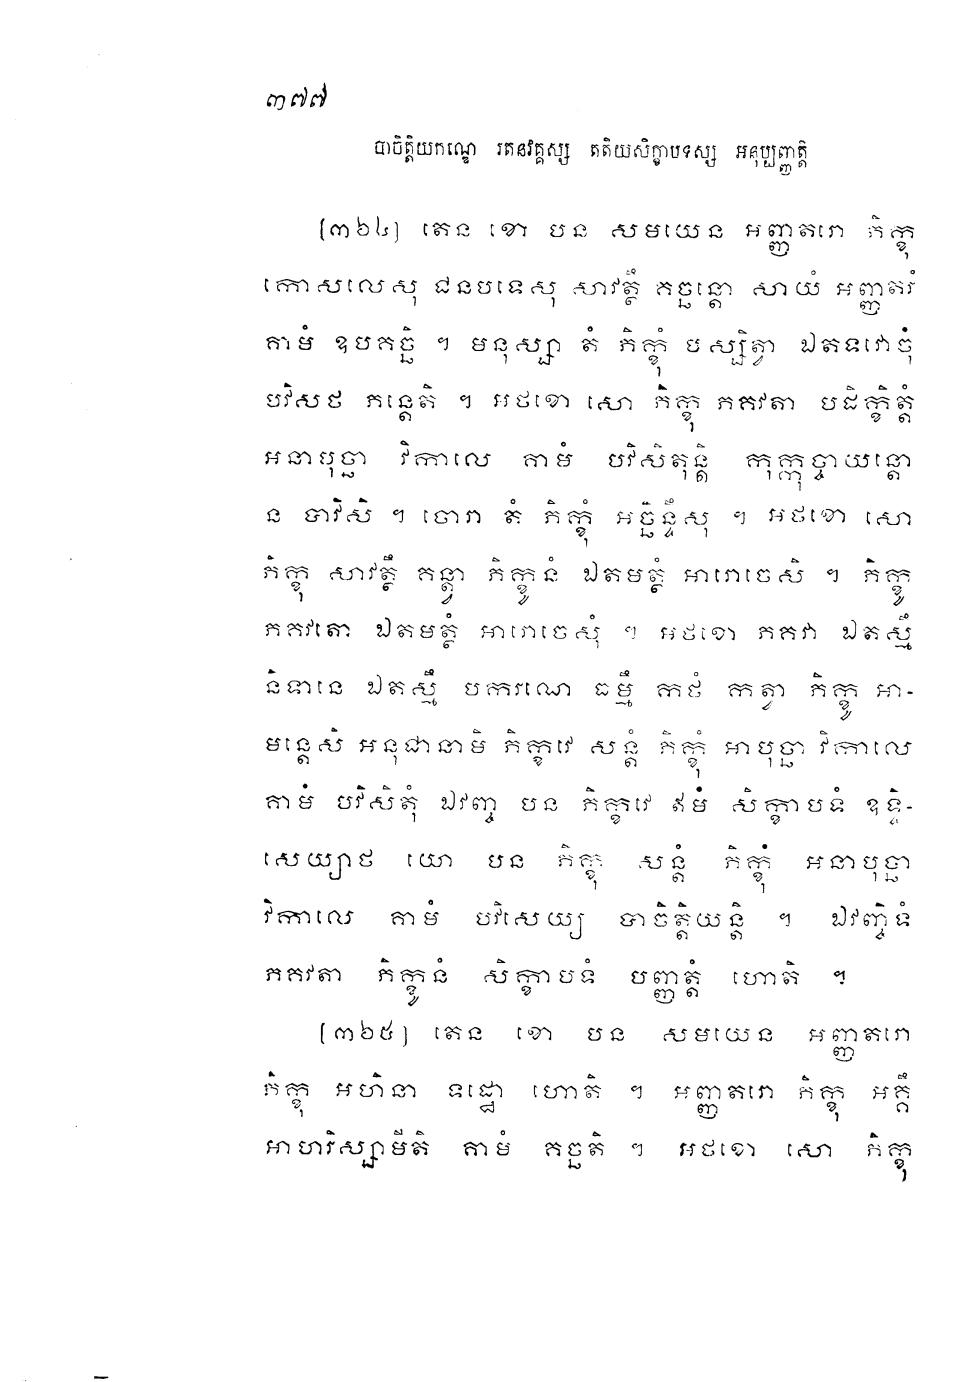 ៣៧៧
បាចិត្តិយកណ្ឌេ រតនវគ្គស្ស តតិយសិក្ខាបទស្ស អនុប្បញ្ញាត្តិ
[៣៦៤] តេន ខោ បន សមយេន អញ្ញតរោ ភិក្ខុ
កោសលេសុ ជនបទេសុ សាវត្ថឹ គច្ឆន្តោ សាយំ អញ្ញតរំ
គាមំ ឧបគច្ឆិ ។ មនុស្សា តំ ភិក្ខុំ បស្សិត្វា ឯតទវោចុំ
បវិសថ ភន្តេតិ ។ អថខោ សោ ភិក្ខុ ភគវតា បដិក្ខិត្តំ
អនាបុច្ឆា វិកាលេ គាមំ បវិសិតុន្តិ កុក្កុច្ចាយន្តោ
ន បាវិសិ ។ ចោរា តំ ភិក្ខុំ អច្ឆិន្ទឹសុ ។ អថខោ សោ
ភិក្ខុ សាវត្ថឹ គន្ត្វា ភិក្ខូនំ ឯតមត្ថំ អារោចេសិ ។ ភិក្ខូ
ភគវតោ ឯតមត្ថំ អារោចេសុំ ។ អថខោ ភគវា ឯតស្មឹ
និទានេ ឯតស្មឹ បករណេ ធម្មឹ កថំ កត្វា ភិក្ខូ អា-
មន្តេសិ អនុជានាមិ ភិក្ខវេ សន្តំ ភិក្ខុំ អាបុច្ឆា វិកាលេ
គាមំ បវិសិតុំ ឯវញ្ច បន ភិក្ខវេ ឥមំ សិក្ខាបទំ ឧទ្ទិ-
សេយ្យាថ យោ បន ភិក្ខុ សន្តំ ភិក្ខុំ អនាបុច្ឆា
វិកាលេ គាមំ បវិសេយ្យ បាចិត្តិយន្តិ ។ ឯវញ្ចិទំ
ភគវតា ភិក្ខូនំ សិក្ខាបទំ បញ្ញត្តំ ហោតិ ។
[៣៦៥] តេន ខោ បន សមយេន អញ្ញតរោ
ភិក្ខុ អហិនា ទដ្ឋោ ហោតិ ។ អញ្ញតរោ ភិក្ខុ អគ្គឹ
អាហរិស្សាមីតិ គាមំ គច្ឆតិ ។ អថខោ សោ ភិក្ខុ